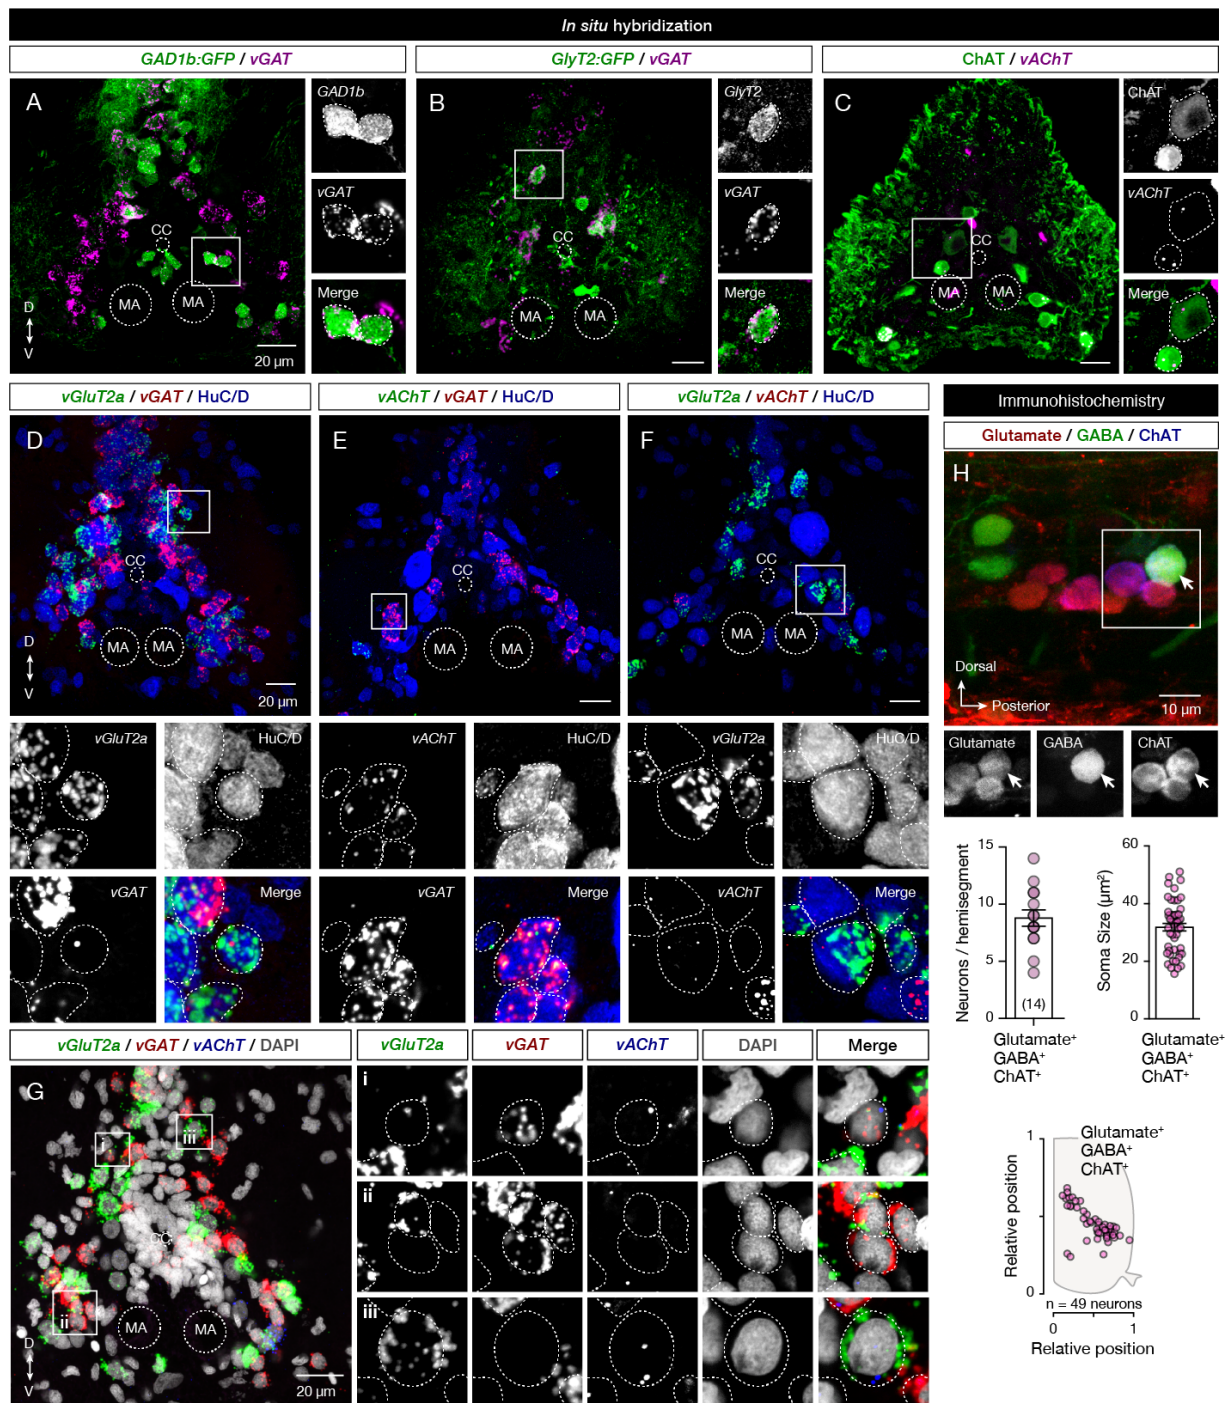 In situ hybridization
GAD1b:GFP / vGAT
GlyT2:GFP / vGAT
ChAT / vAChT
A
GAD1b
vGAT
Merge
CC
MA
MA
D
V
20 µm
B
GlyT2
vGAT
Merge
CC
MA
MA
C
ChAT
vAChT
Merge
CC
MA
MA
vGluT2a / vGAT / HuC/D
vAChT / vGAT / HuC/D
vGluT2a / vAChT / HuC/D
D
CC
MA
MA
D
V
20 µm
E
CC
MA
MA
F
CC
MA
MA
vGluT2a
HuC/D
vAChT
HuC/D
vGluT2a
HuC/D
vGAT
Merge
vGAT
Merge
vAChT
Merge
Immunohistochemistry
Glutamate / GABA / ChAT
H
Dorsal
Posterior
10 µm
Glutamate
GABA
ChAT
Neurons / hemisegment
15
10
5
0
(14)
Glutamate⁺
GABA⁺
ChAT⁺
Soma Size (µm²)
60
40
20
0
Glutamate⁺
GABA⁺
ChAT⁺
vGluT2a / vGAT / vAChT / DAPI
G
i
iii
ii
CC
MA
MA
D
V
20 µm
vGluT2a
vGAT
vAChT
DAPI
Merge
i
ii
iii
Glutamate⁺
GABA⁺
ChAT⁺
Relative position
1
0
n = 49 neurons
0
1
Relative position